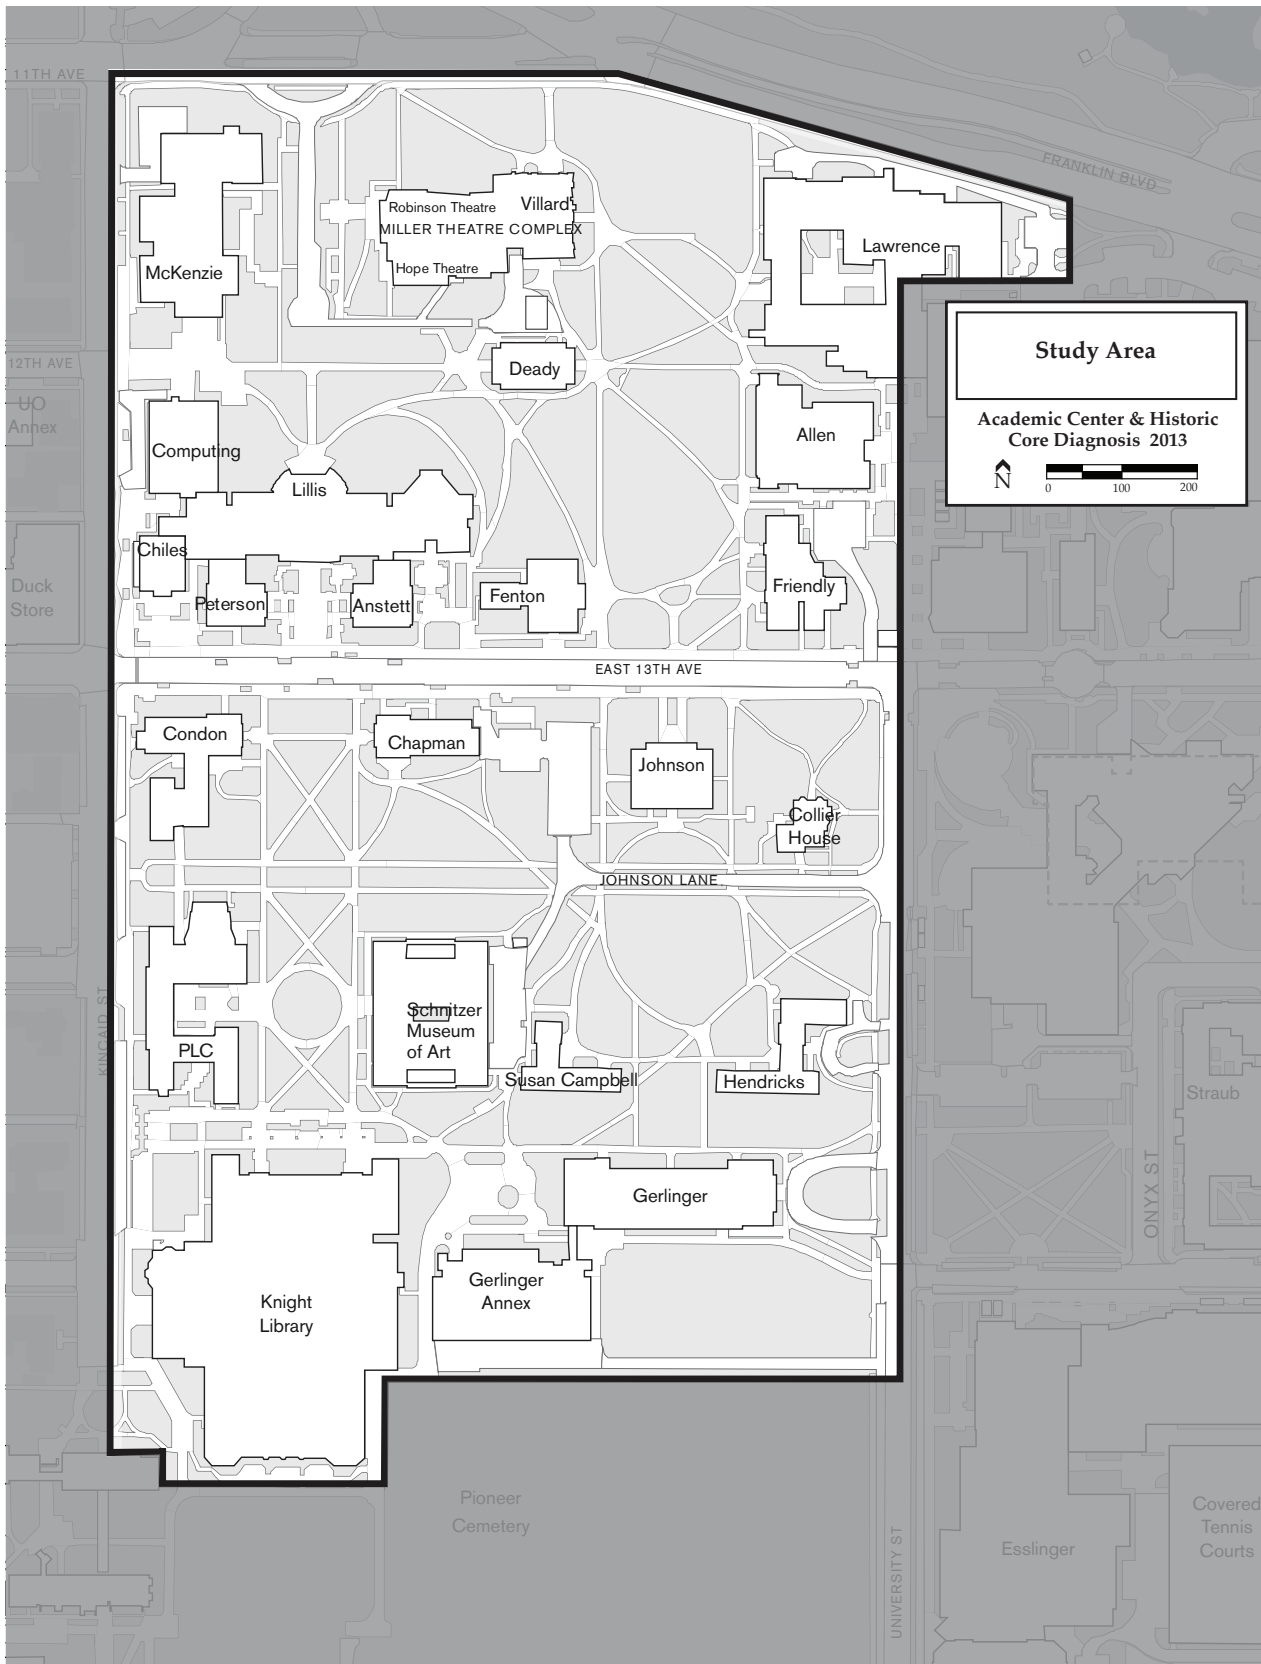 11TH AVE
FRANKLIN BLVD
Robinson Theatre
Villard
MILLER THEATRE COMPLEX
Hope Theatre
Lawrence
McKenzie
Study Area
Academic Center & Historic
Core Diagnosis 2013
N
0 100 200
12TH AVE
Deady
UO
Annex
Allen
Computing
Lillis
Chiles
Duck
Store
Peterson
Anstett
Fenton
Friendly
EAST 13TH AVE
Condon
Chapman
Johnson
Collier
House
JOHNSON LANE
KINCAID ST
Schnitzer
Museum
of Art
PLC
Susan Campbell
Hendricks
Straub
ONYX ST
Gerlinger
Gerlinger
Annex
Knight
Library
Pioneer
Cemetery
UNIVERSITY ST
Esslinger
Covered
Tennis
Courts